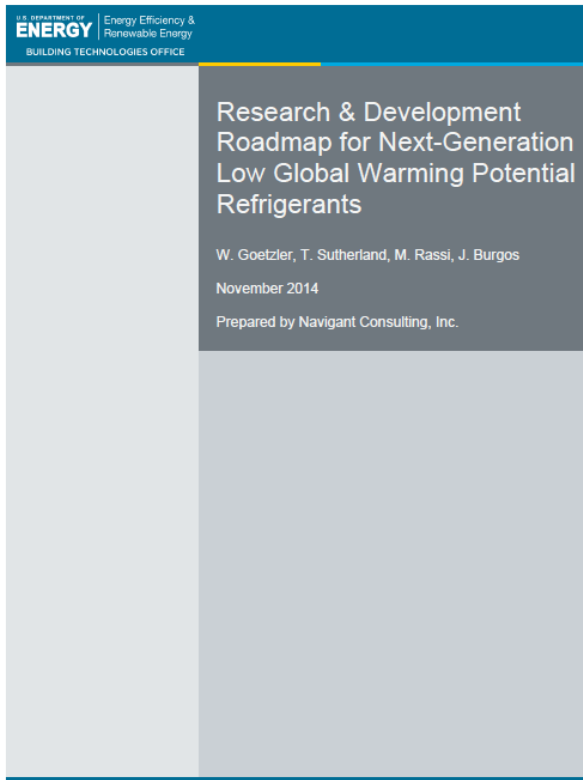 U.S. DEPARTMENT OF
ENERGY
Energy Efficiency &
Renewable Energy
BUILDING TECHNOLOGIES OFFICE
Research & Development
Roadmap for Next-Generation
Low Global Warming Potential
Refrigerants
W. Goetzler, T. Sutherland, M. Rassi, J. Burgos
November 2014
Prepared by Navigant Consulting, Inc.